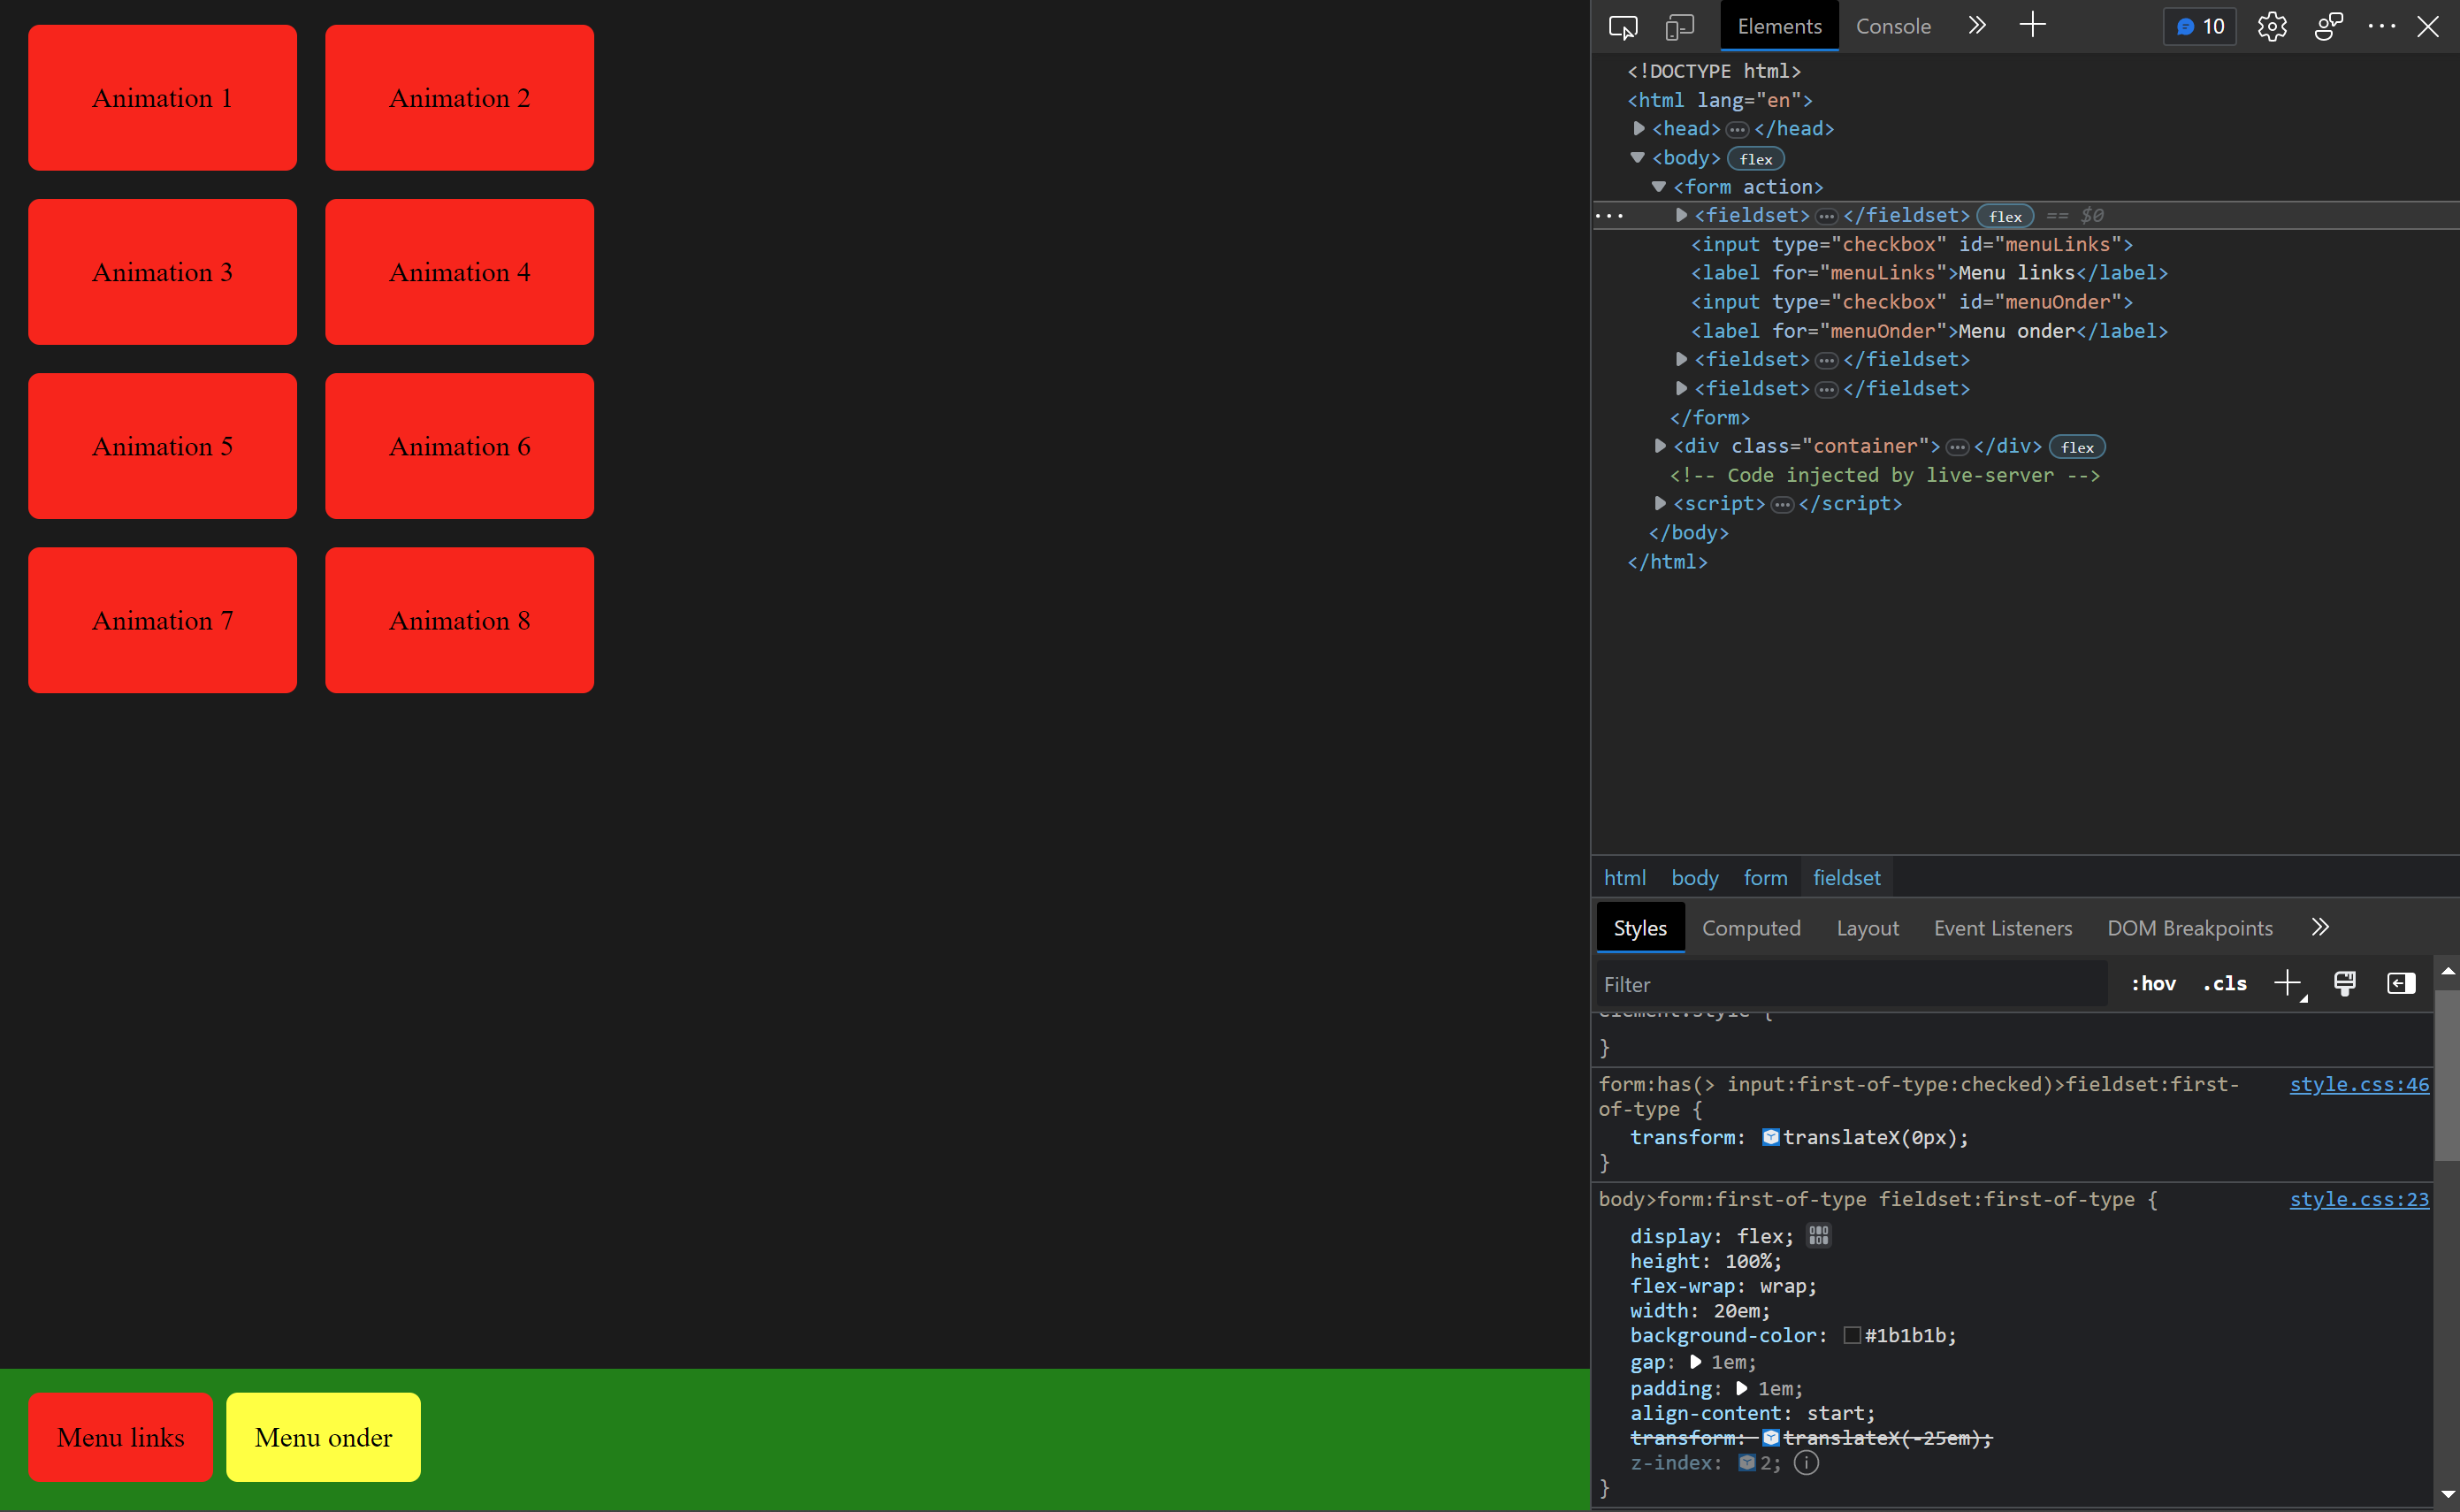 Animation 1
Animation 2
Animation 3
Animation 4
Animation 5
Animation 6
Animation 7
Animation 8
Menu links
Menu onder
Elements
Console
10
<!DOCTYPE html>
<html lang="en">
<head> ··· </head>
<body> flex
<form action>
··· <fieldset> ··· </fieldset> flex == $0
<input type="checkbox" id="menuLinks">
<label for="menuLinks">Menu links</label>
<input type="checkbox" id="menuOnder">
<label for="menuOnder">Menu onder</label>
<fieldset> ··· </fieldset>
<fieldset> ··· </fieldset>
</form>
<div class="container"> ··· </div> flex
<!-- Code injected by live-server -->
<script> ··· </script>
</body>
</html>
html body form fieldset
Styles Computed Layout Event Listeners DOM Breakpoints
Filter :hov .cls
element.style {
}
form:has(> input:first-of-type:checked)>fieldset:first- style.css:46
of-type {
transform: translateX(0px);
}
body>form:first-of-type fieldset:first-of-type { style.css:23
display: flex;
height: 100%;
flex-wrap: wrap;
width: 20em;
background-color: #1b1b1b;
gap: 1em;
padding: 1em;
align-content: start;
transform: translateX(-25em);
z-index: 2;
}